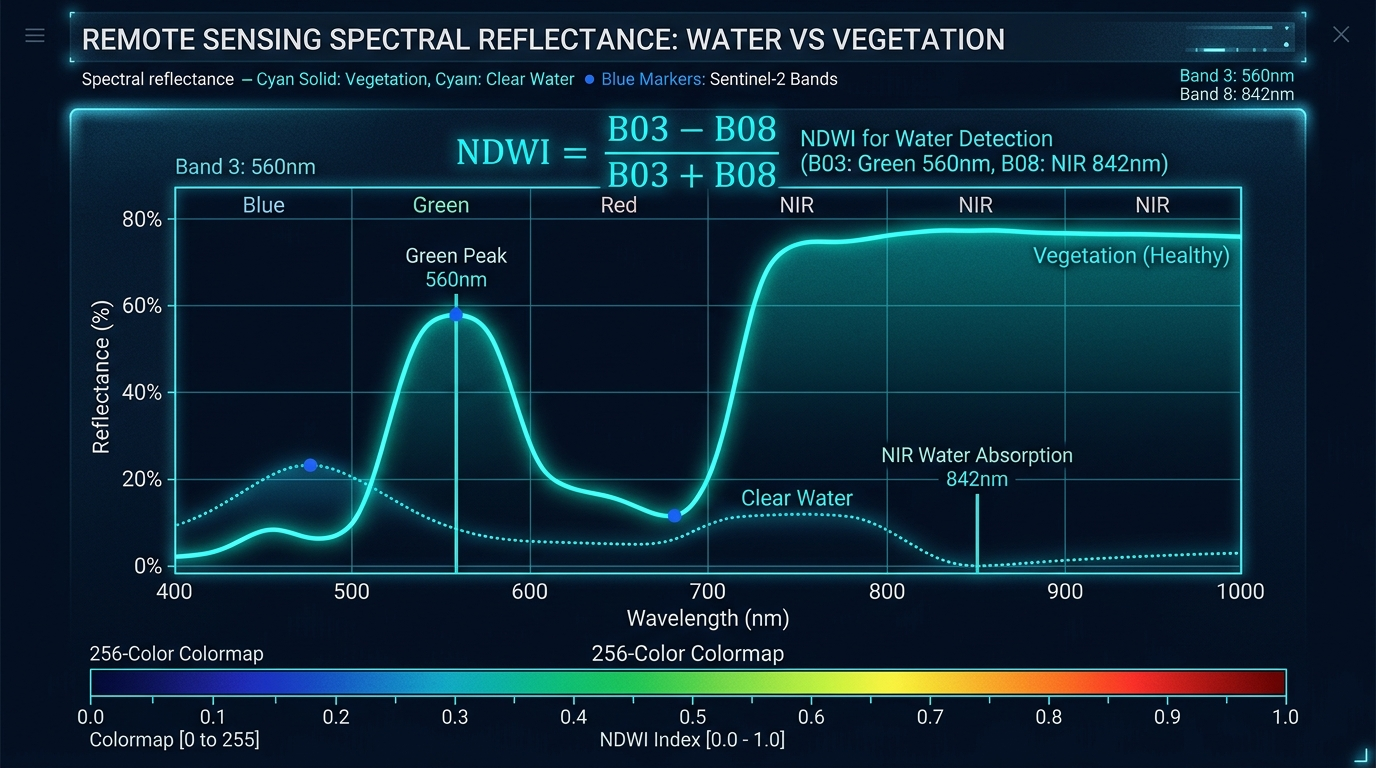 REMOTE SENSING SPECTRAL REFLECTANCE: WATER VS VEGETATION
Spectral reflectance – Cyan Solid: Vegetation, Cyaın: Clear Water ● Blue Markers: Sentinel-2 Bands
Band 3: 560nm
Band 8: 842nm
NDWI = (B03 − B08) / (B03 + B08)
NDWI for Water Detection
(B03: Green 560nm, B08: NIR 842nm)
Band 3: 560nm
Blue Green Red NIR NIR NIR
80%
60%
40%
20%
0%
Reflectance (%)
Green Peak
560nm
Vegetation (Healthy)
NIR Water Absorption
842nm
Clear Water
400 500 600 700 800 900 1000
Wavelength (nm)
256-Color Colormap
256-Color Colormap
0.0 0.1 0.2 0.3 0.4 0.5 0.6 0.7 0.8 0.9 1.0
Colormap [0 to 255]
NDWI Index [0.0 - 1.0]